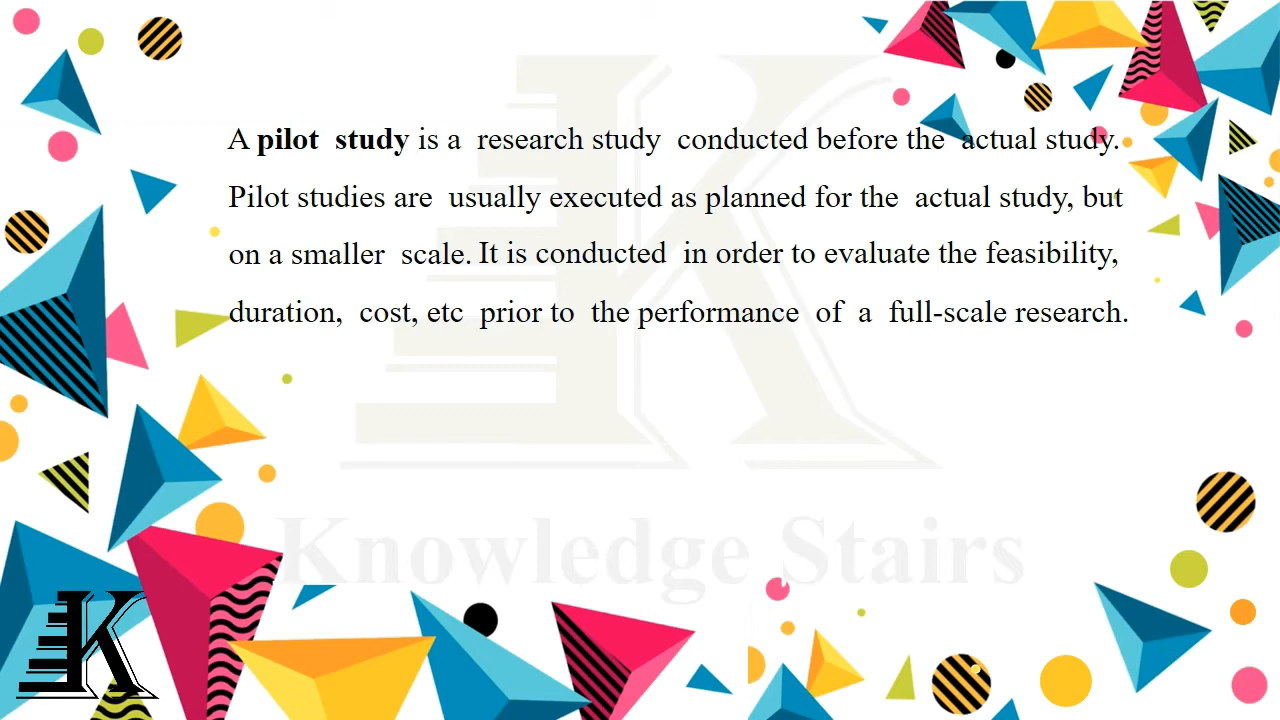 A pilot study is a research study conducted before the actual study.
Pilot studies are usually executed as planned for the actual study, but
on a smaller scale. It is conducted in order to evaluate the feasibility,
duration, cost, etc prior to the performance of a full-scale research.
K
Knowledge Stairs
K